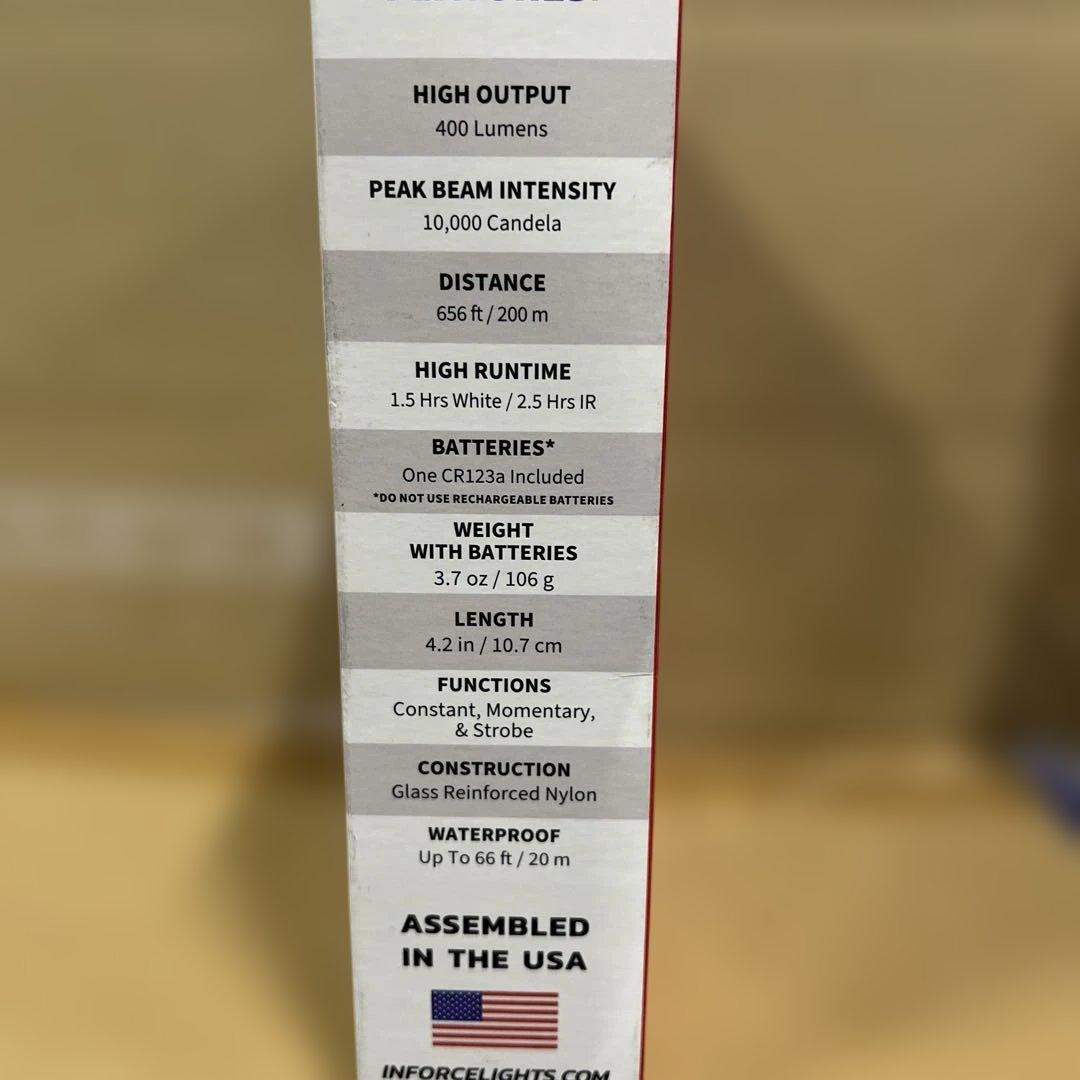 HIGH OUTPUT
400 Lumens
PEAK BEAM INTENSITY
10,000 Candela
DISTANCE
656 ft / 200 m
HIGH RUNTIME
1.5 Hrs White / 2.5 Hrs IR
BATTERIES*
One CR123a Included
*DO NOT USE RECHARGEABLE BATTERIES
WEIGHT
WITH BATTERIES
3.7 oz / 106 g
LENGTH
4.2 in / 10.7 cm
FUNCTIONS
Constant, Momentary,
& Strobe
CONSTRUCTION
Glass Reinforced Nylon
WATERPROOF
Up To 66 ft / 20 m
ASSEMBLED
IN THE USA
INFORCELIGHTS.COM